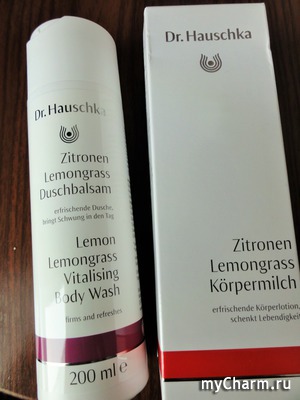 Dr. Hauschka
Zitronen
Lemongrass
Duschbalsam
erfrischende Dusche,
bringt Schwung in den Tag
Lemon
Lemongrass
Vitalising
Body Wash
firms and refreshes
200 ml e
Dr. Hauschka
Zitronen
Lemongrass
Körpermilch
erfrischende Körperlotion,
schenkt Lebendigkeit
myCharm.ru